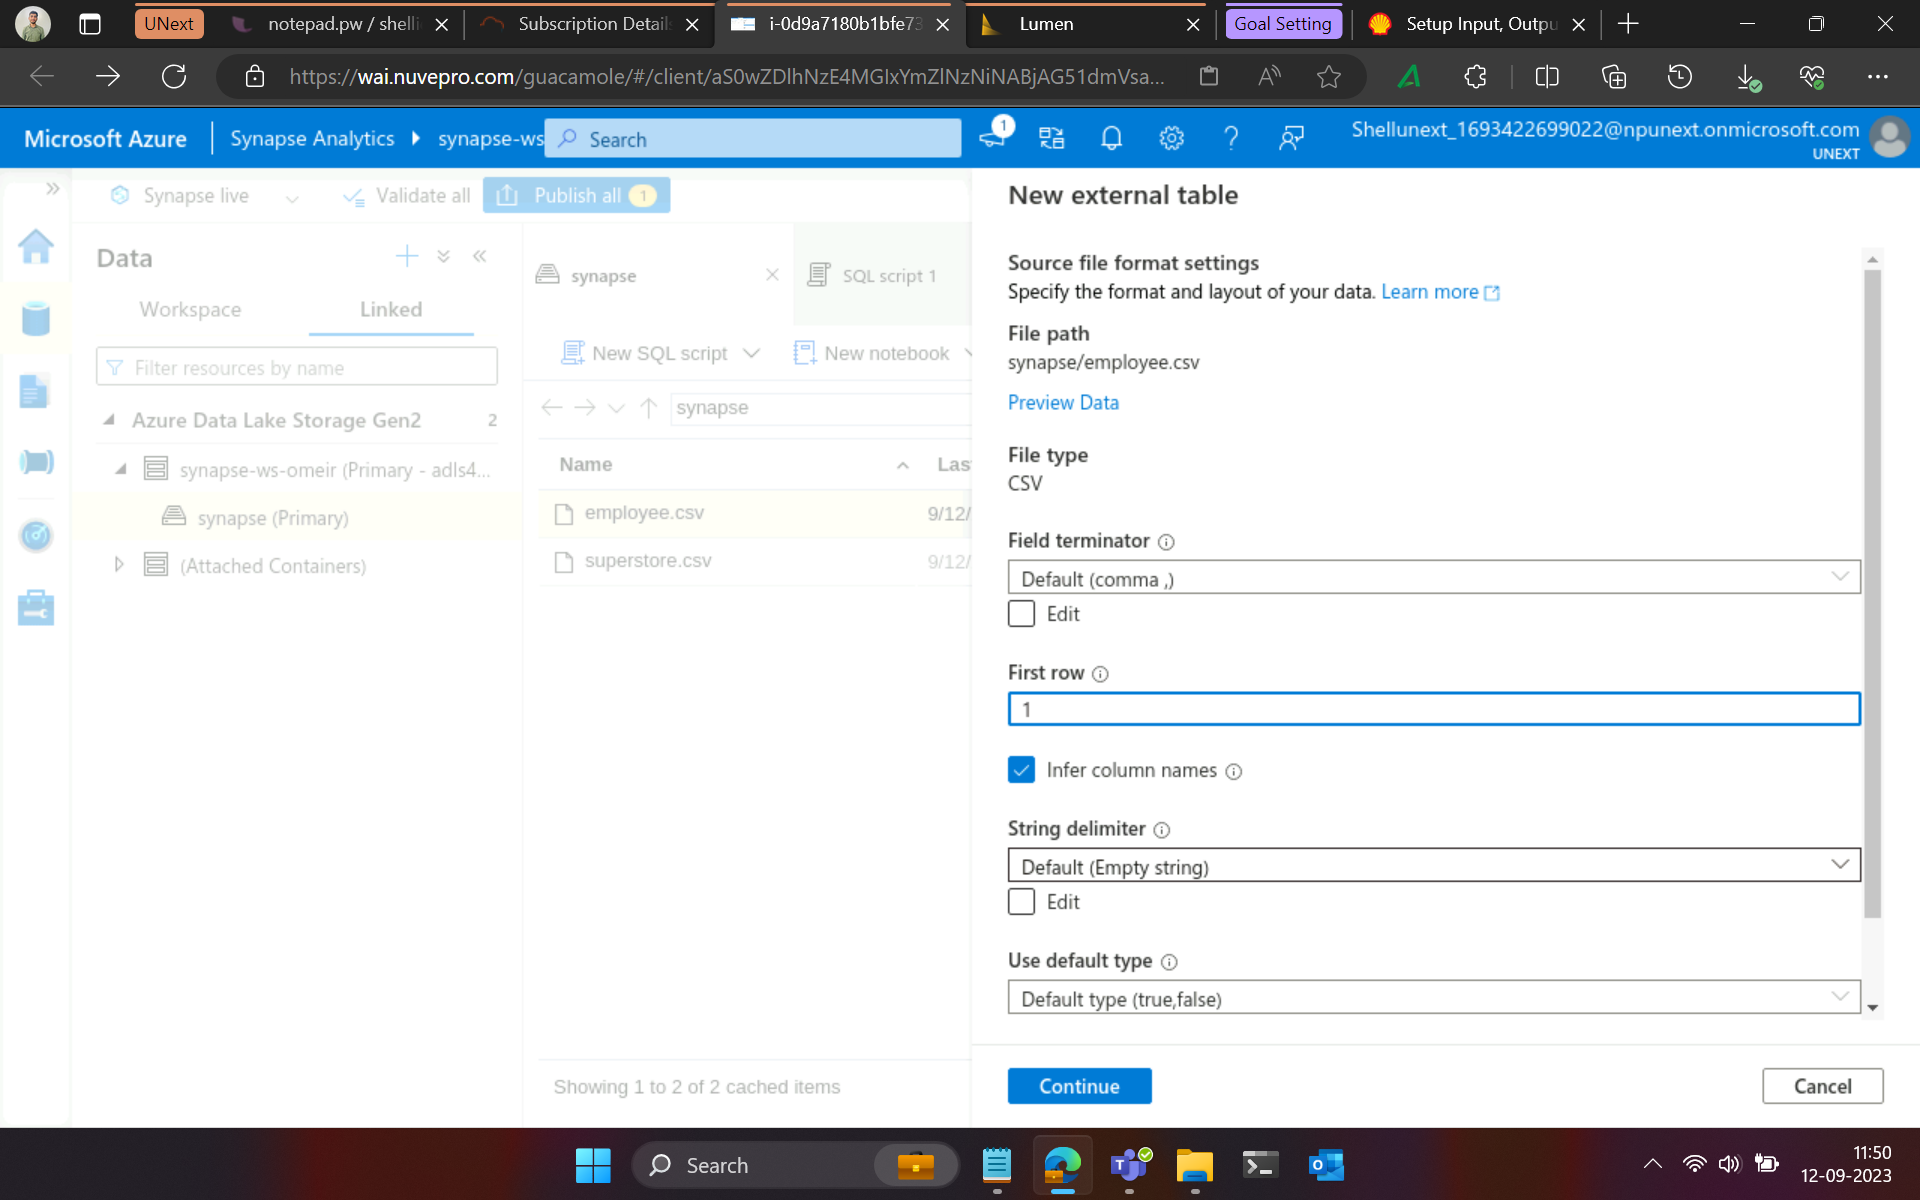 UNext
notepad.pw / shelli
Subscription Details
i-0d9a7180b1bfe73
Lumen
Goal Setting
Setup Input, Outpu
https://wai.nuvepro.com/guacamole/#/client/aS0wZDlhNzE4MGIxYmZlNzNiNABjAG51dmVsa...
Microsoft Azure
Synapse Analytics
synapse-ws
Search
1
Shellunext_1693422699022@npunext.onmicrosoft.com
UNEXT
Synapse live
Validate all
Publish all
1
Data
Workspace
Linked
Filter resources by name
Azure Data Lake Storage Gen2
2
synapse-ws-omeir (Primary - adls4...
synapse (Primary)
(Attached Containers)
synapse
SQL script 1
New SQL script
New notebook
synapse
Name
Las
employee.csv
9/12/
superstore.csv
9/12/
Showing 1 to 2 of 2 cached items
New external table
Source file format settings
Specify the format and layout of your data. Learn more
File path
synapse/employee.csv
Preview Data
File type
CSV
Field terminator
Default (comma ,)
Edit
First row
1
Infer column names
String delimiter
Default (Empty string)
Edit
Use default type
Default type (true,false)
Continue
Cancel
Search
11:50
12-09-2023